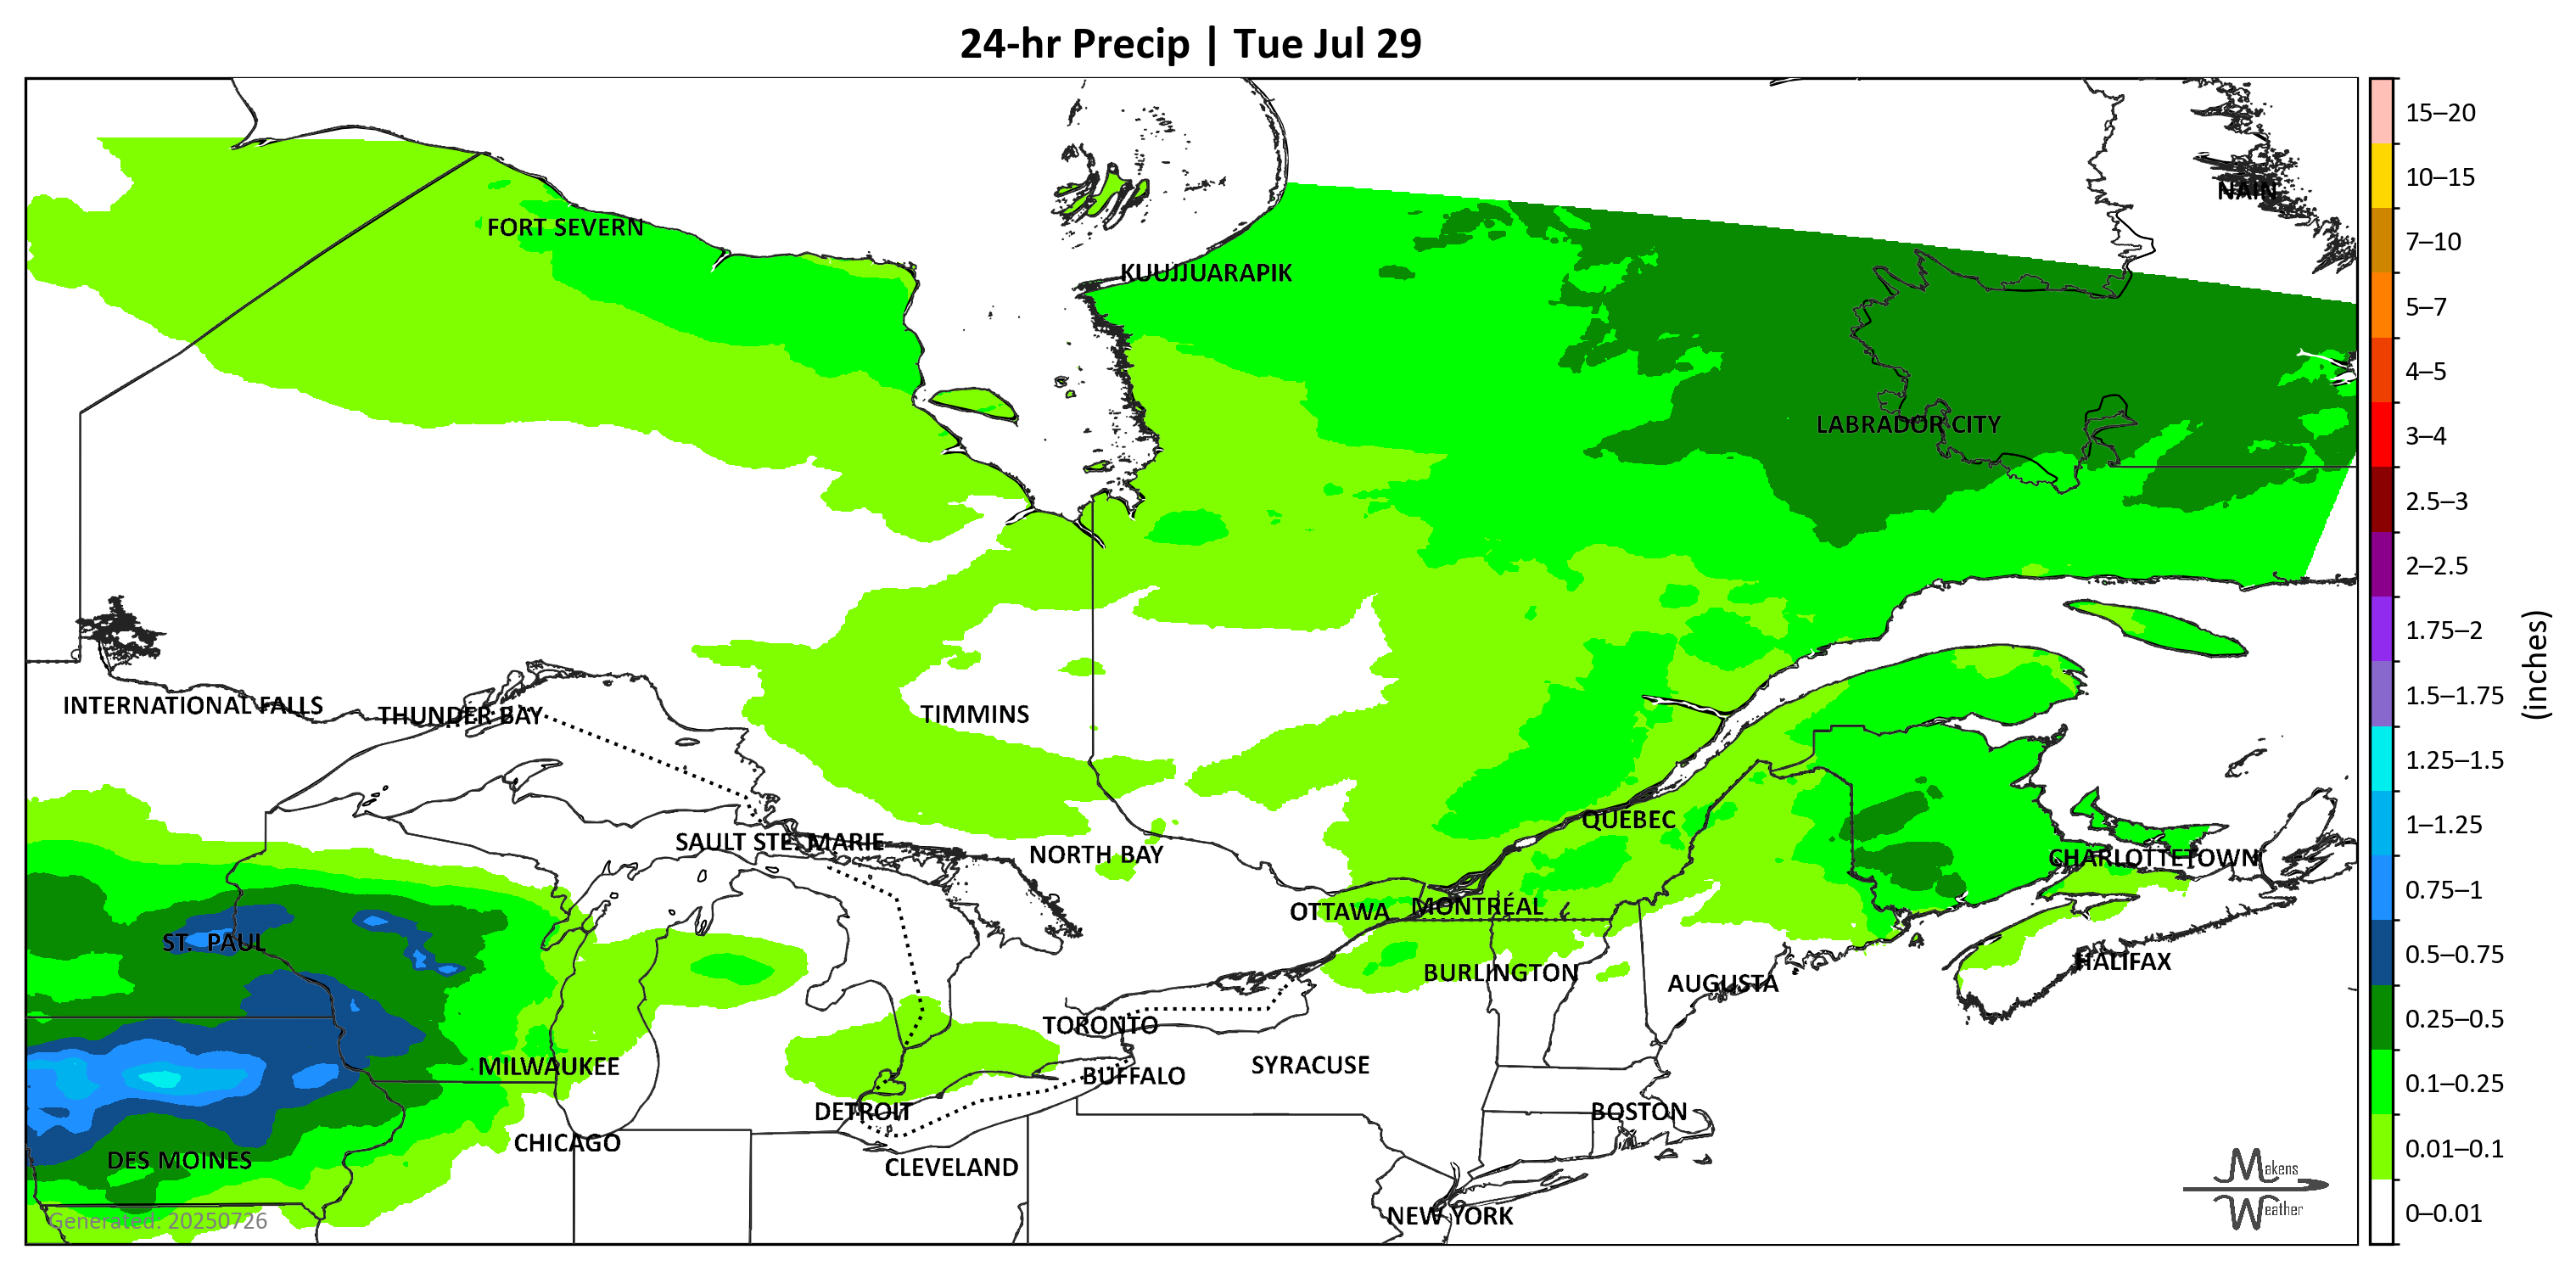 24-hr Precip | Tue Jul 29
NAIN
FORT SEVERN
KUUJJUARAPIK
LABRADOR CITY
INTERNATIONAL FALLS
THUNDER BAY
TIMMINS
SAULT STE. MARIE
NORTH BAY
QUÉBEC
CHARLOTTETOWN
OTTAWA
MONTRÉAL
ST. PAUL
BURLINGTON
AUGUSTA
HALIFAX
TORONTO
MILWAUKEE
BUFFALO
SYRACUSE
DETROIT
BOSTON
CHICAGO
DES MOINES
CLEVELAND
NEW YORK
Generated: 20250726
Makens
Weather
15–20
10–15
7–10
5–7
4–5
3–4
2.5–3
2–2.5
1.75–2
1.5–1.75
1.25–1.5
1–1.25
0.75–1
0.5–0.75
0.25–0.5
0.1–0.25
0.01–0.1
0–0.01
(inches)